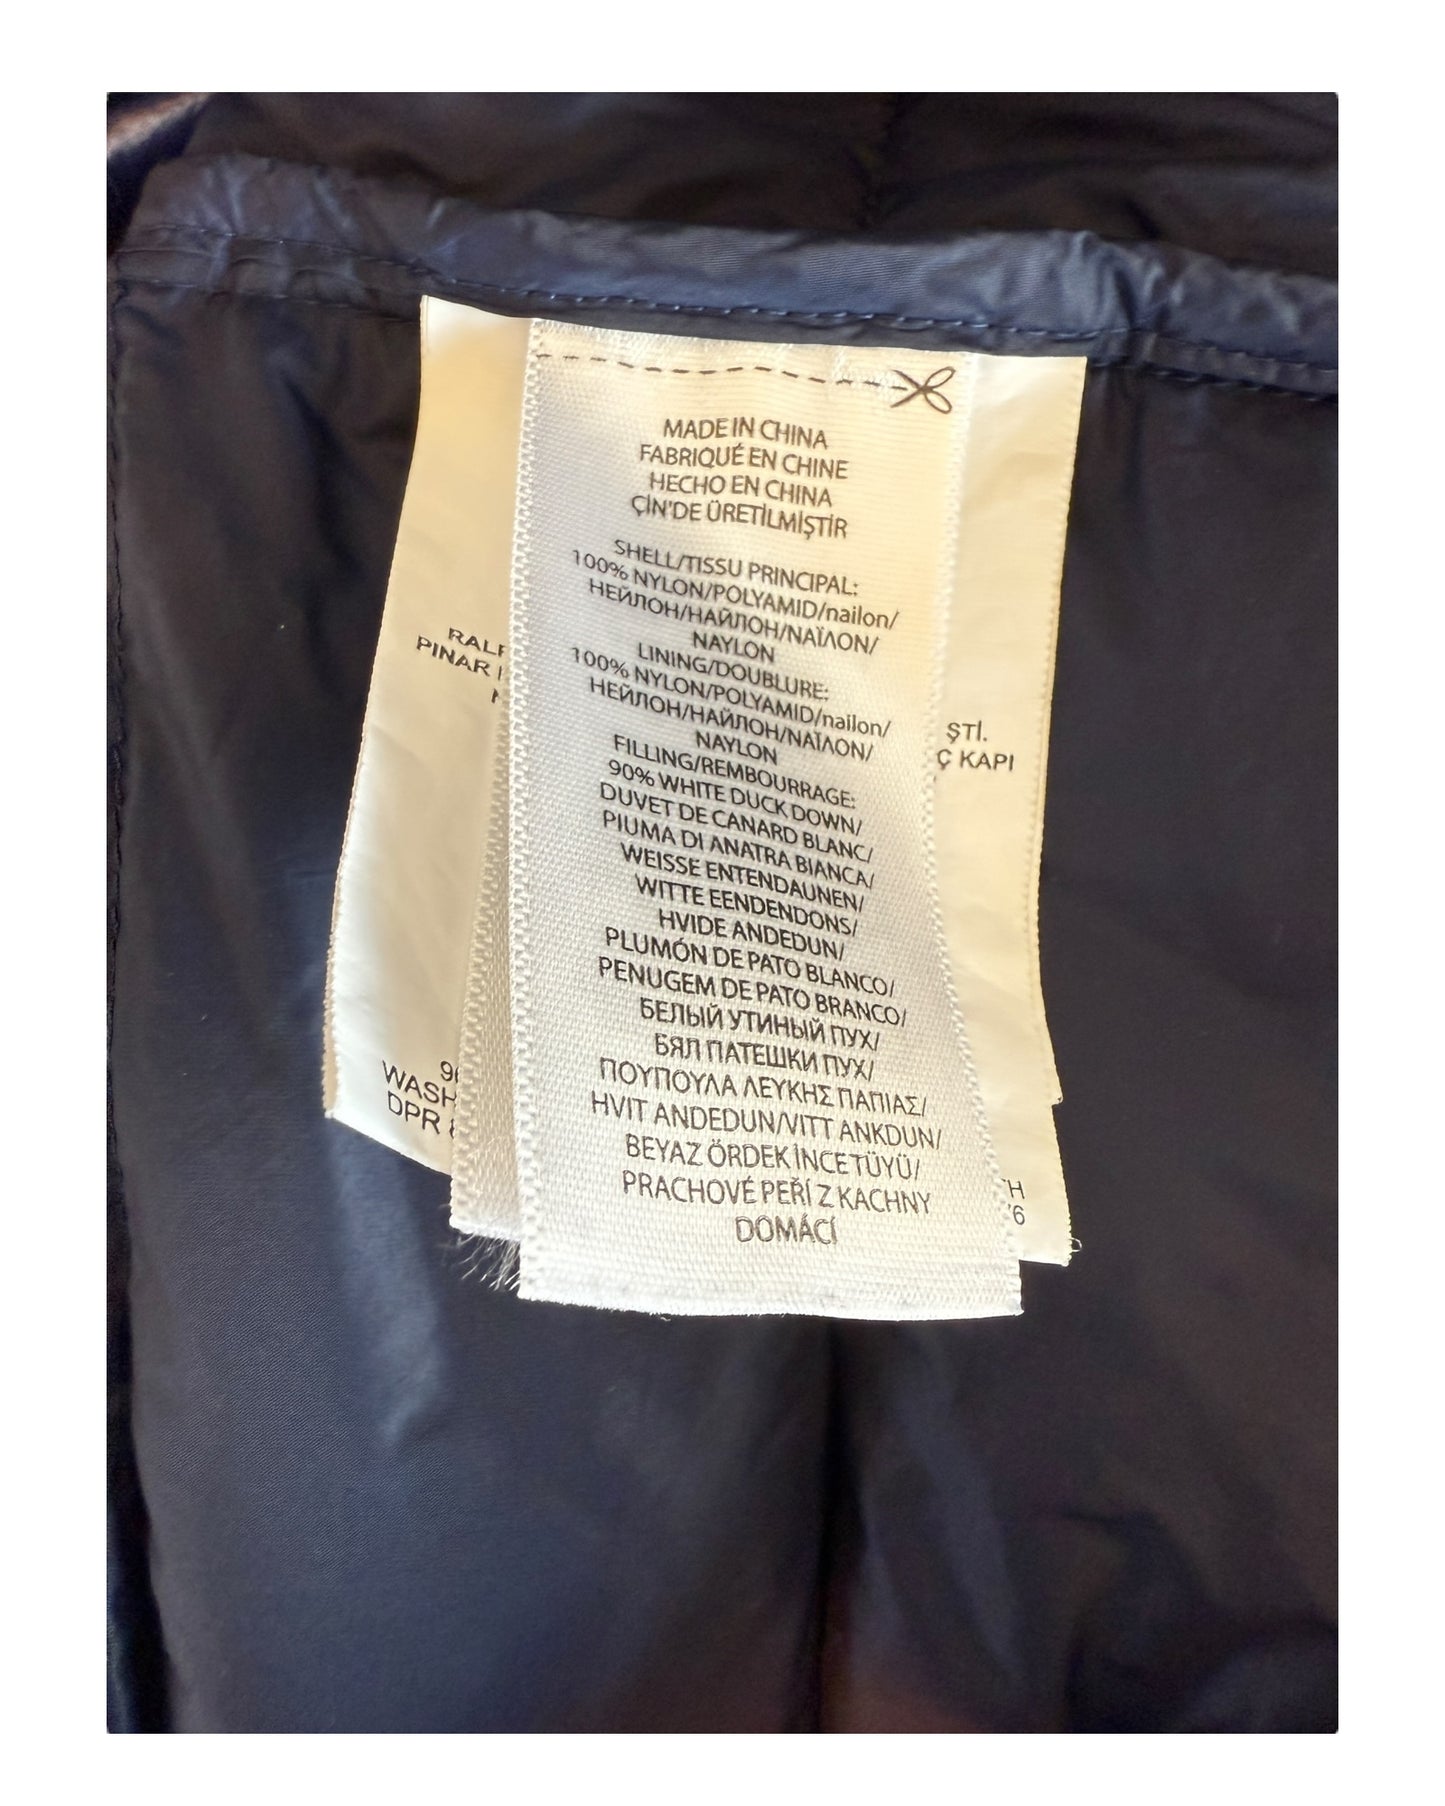 MADE IN CHINA
FABRIQUÉ EN CHINE
HECHO EN CHINA
ÇİN'DE ÜRETİLMİŞTİR
SHELL/TISSU PRINCIPAL:
100% NYLON/POLYAMID/nailon/
НЕЙЛОН/НАЙЛОН/ΝΑΪΛΟΝ/
NAYLON
LINING/DOUBLURE:
100% NYLON/POLYAMID/nailon/
НЕЙЛОН/НАЙЛОН/ΝΑΪΛΟΝ/
NAYLON
FILLING/REMBOURRAGE:
90% WHITE DUCK DOWN/
DUVET DE CANARD BLANC/
PIUMA DI ANATRA BIANCA/
WEISSE ENTENDAUNEN/
WITTE EENDENDONS/
HVIDE ANDEDUN/
PLUMÓN DE PATO BLANCO/
PENUGEM DE PATO BRANCO/
БЕЛЫЙ УТИНЫЙ ПУХ/
БЯЛ ПАТЕШКИ ПУХ/
ΠΟΥΠΟΥΛΑ ΛΕΥΚΗΣ ΠΑΠΙΑΣ/
HVIT ANDEDUN/VITT ANKDUN/
BEYAZ ÖRDEK İNCE TÜYÜ/
PRACHOVÉ PEŘÍ Z KACHNY
DOMÁCÍ
PINAR
ŞTİ.
Ç KAPI
WASH
DPR